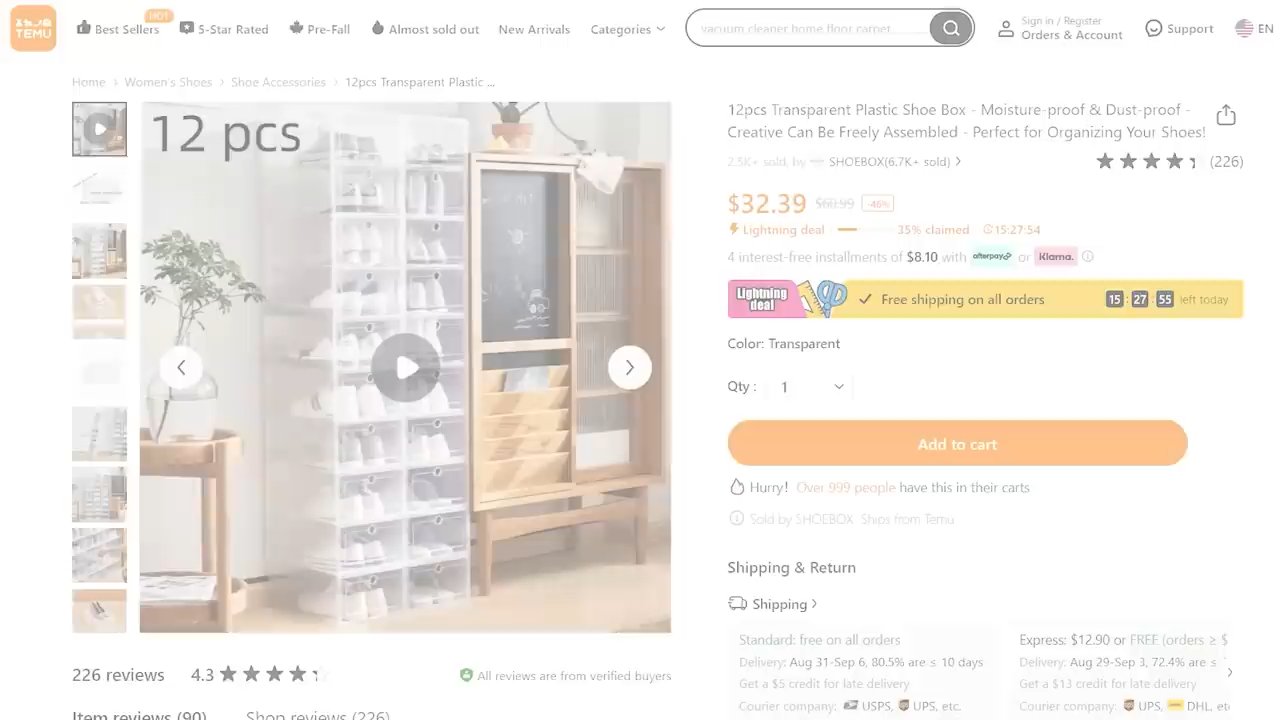 TEMU
Best Sellers
HOT
5-Star Rated
Pre-Fall
Almost sold out
New Arrivals
Categories
vacuum cleaner home floor carpet
Sign in / Register
Orders & Account
Support
EN
Home > Women's Shoes > Shoe Accessories > 12pcs Transparent Plastic ...
12 pcs
12pcs Transparent Plastic Shoe Box - Moisture-proof & Dust-proof -
Creative Can Be Freely Assembled - Perfect for Organizing Your Shoes!
2.5K+ sold, by SHOEBOX(6.7K+ sold) >
(226)
$32.39 $60.99 -46%
Lightning deal 35% claimed 15:27:54
4 interest-free installments of $8.10 with afterpay or Klarna.
Lightning
deal
Free shipping on all orders
15 : 27 : 55 left today
Color: Transparent
Qty : 1
Add to cart
Hurry! Over 999 people have this in their carts
Sold by SHOEBOX Ships from Temu
Shipping & Return
Shipping >
Standard: free on all orders
Delivery: Aug 31-Sep 6, 80.5% are ≤ 10 days
Get a $5 credit for late delivery
Courier company: USPS, UPS, etc.
Express: $12.90 or FREE (orders ≥ $
Delivery: Aug 29-Sep 3, 72.4% are ≤
Get a $13 credit for late delivery
Courier company: UPS, DHL, etc
226 reviews 4.3
All reviews are from verified buyers
Item reviews (90)
Shop reviews (226)